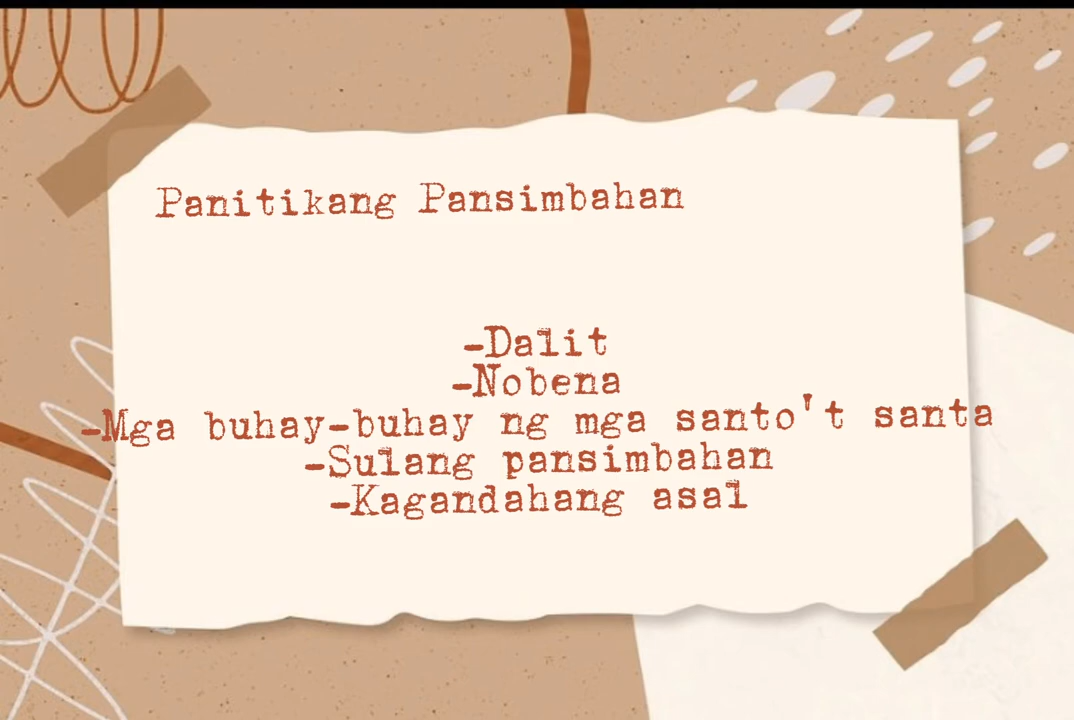 Panitikang Pansimbahan
-Dalit
-Nobena
-Mga buhay-buhay ng mga santo't santa
-Sulang pansimbahan
-Kagandahang asal